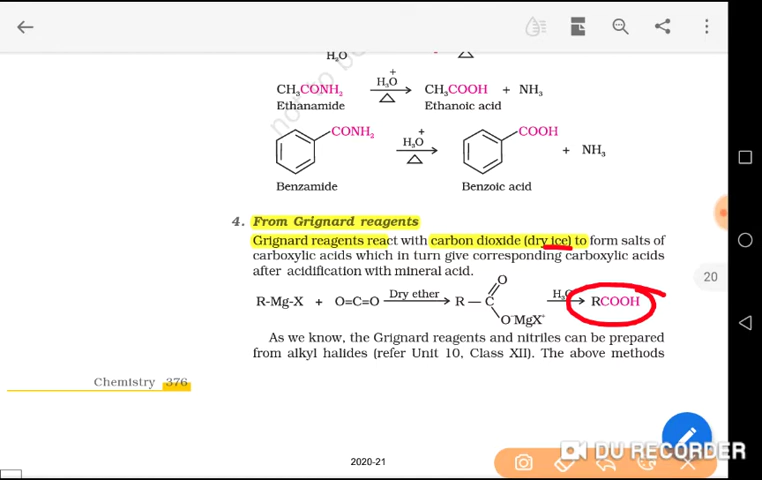 H₂O
△
not to be
CH₃CONH₂ H₃O⁺ △ CH₃COOH + NH₃
Ethanamide Ethanoic acid
CONH₂ H₃O⁺ △ COOH + NH₃
Benzamide Benzoic acid
4. From Grignard reagents
Grignard reagents react with carbon dioxide (dry ice) to form salts of
carboxylic acids which in turn give corresponding carboxylic acids
after acidification with mineral acid.
R-Mg-X + O=C=O Dry ether R — C O O⁻MgX⁺ RCOOH
20
As we know, the Grignard reagents and nitriles can be prepared
from alkyl halides (refer Unit 10, Class XII). The above methods
Chemistry 376
DU RECORDER
2020-21